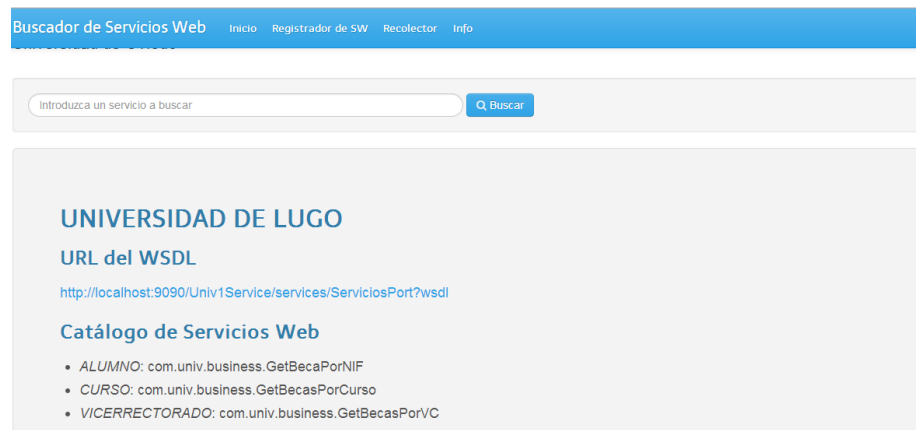 Buscador de Servicios Web Inicio Registrador de SW Recolector Info
Introduzca un servicio a buscar Buscar
UNIVERSIDAD DE LUGO
URL del WSDL
http://localhost:9090/Univ1Service/services/ServiciosPort?wsdl
Catálogo de Servicios Web
• ALUMNO: com.univ.business.GetBecaPorNIF
• CURSO: com.univ.business.GetBecasPorCurso
• VICERRECTORADO: com.univ.business.GetBecasPorVC